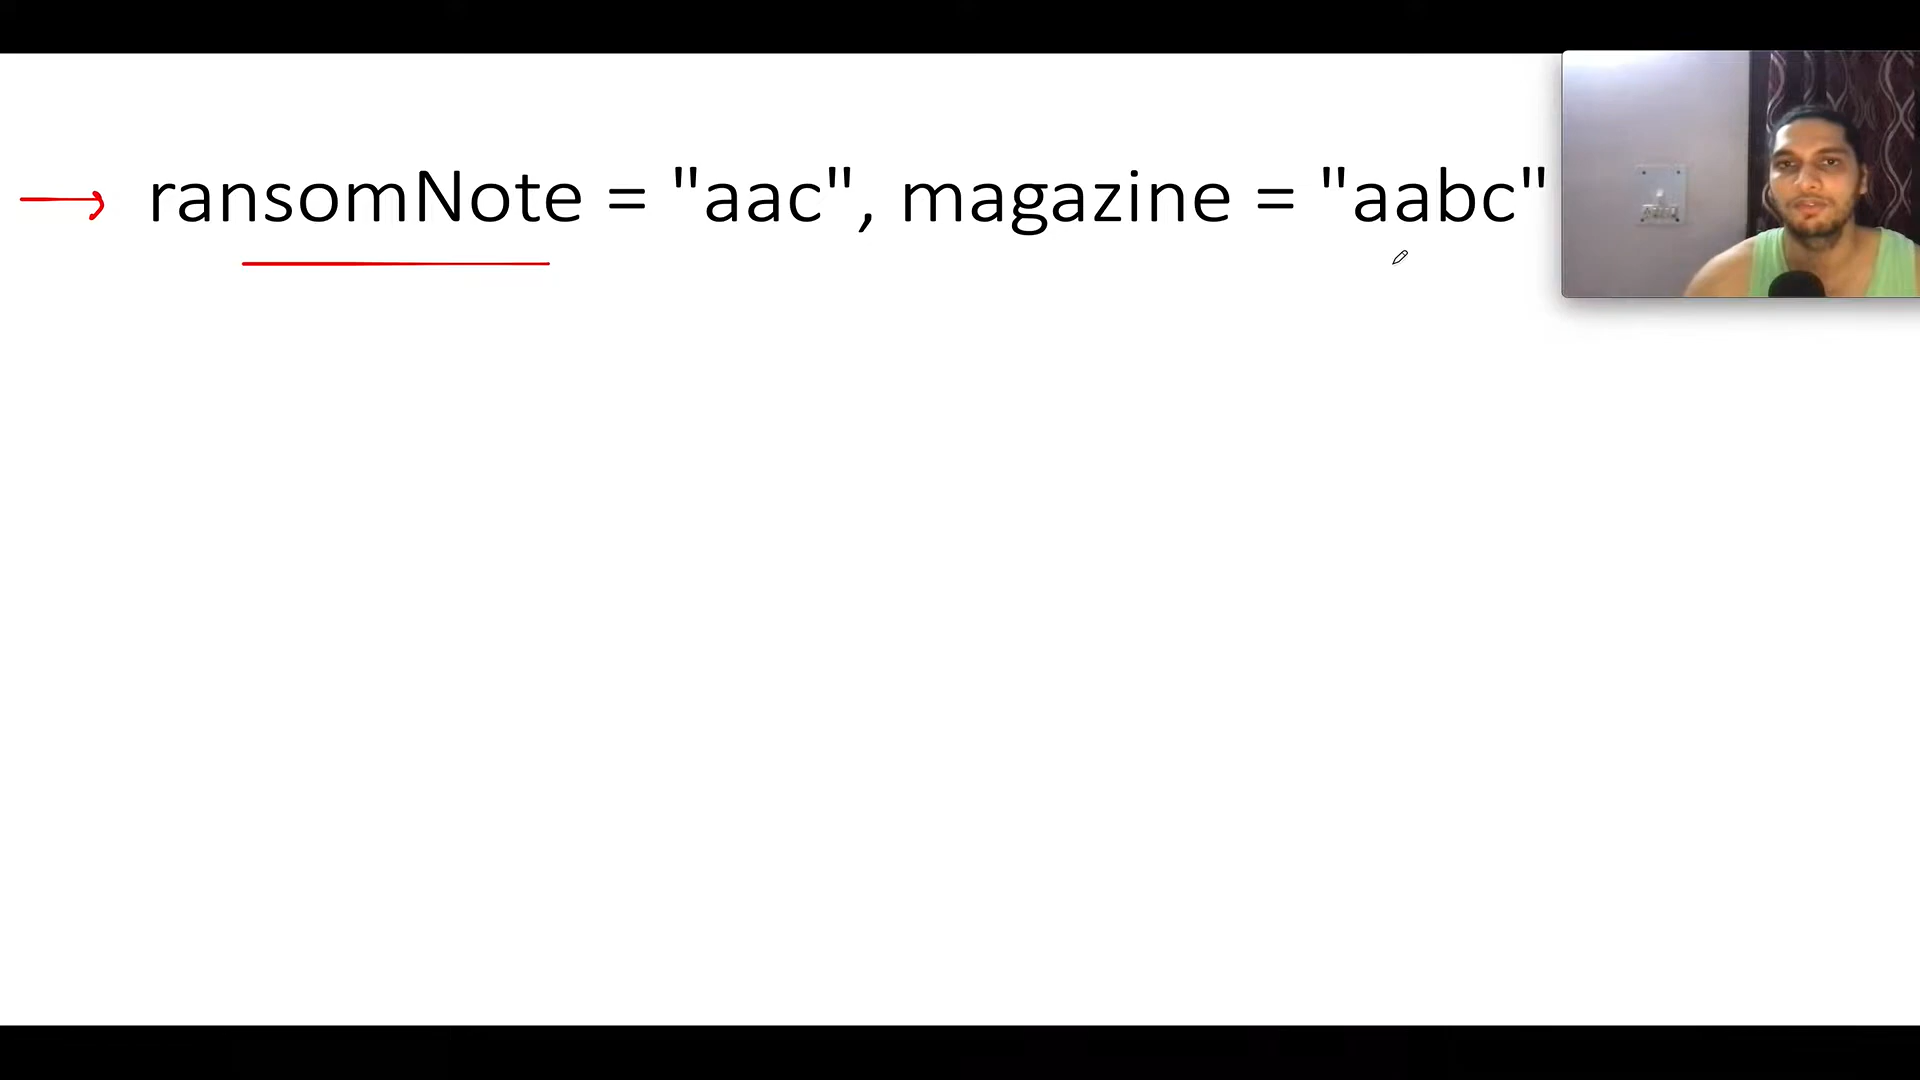 ransomNote = "aac", magazine = "aabc"